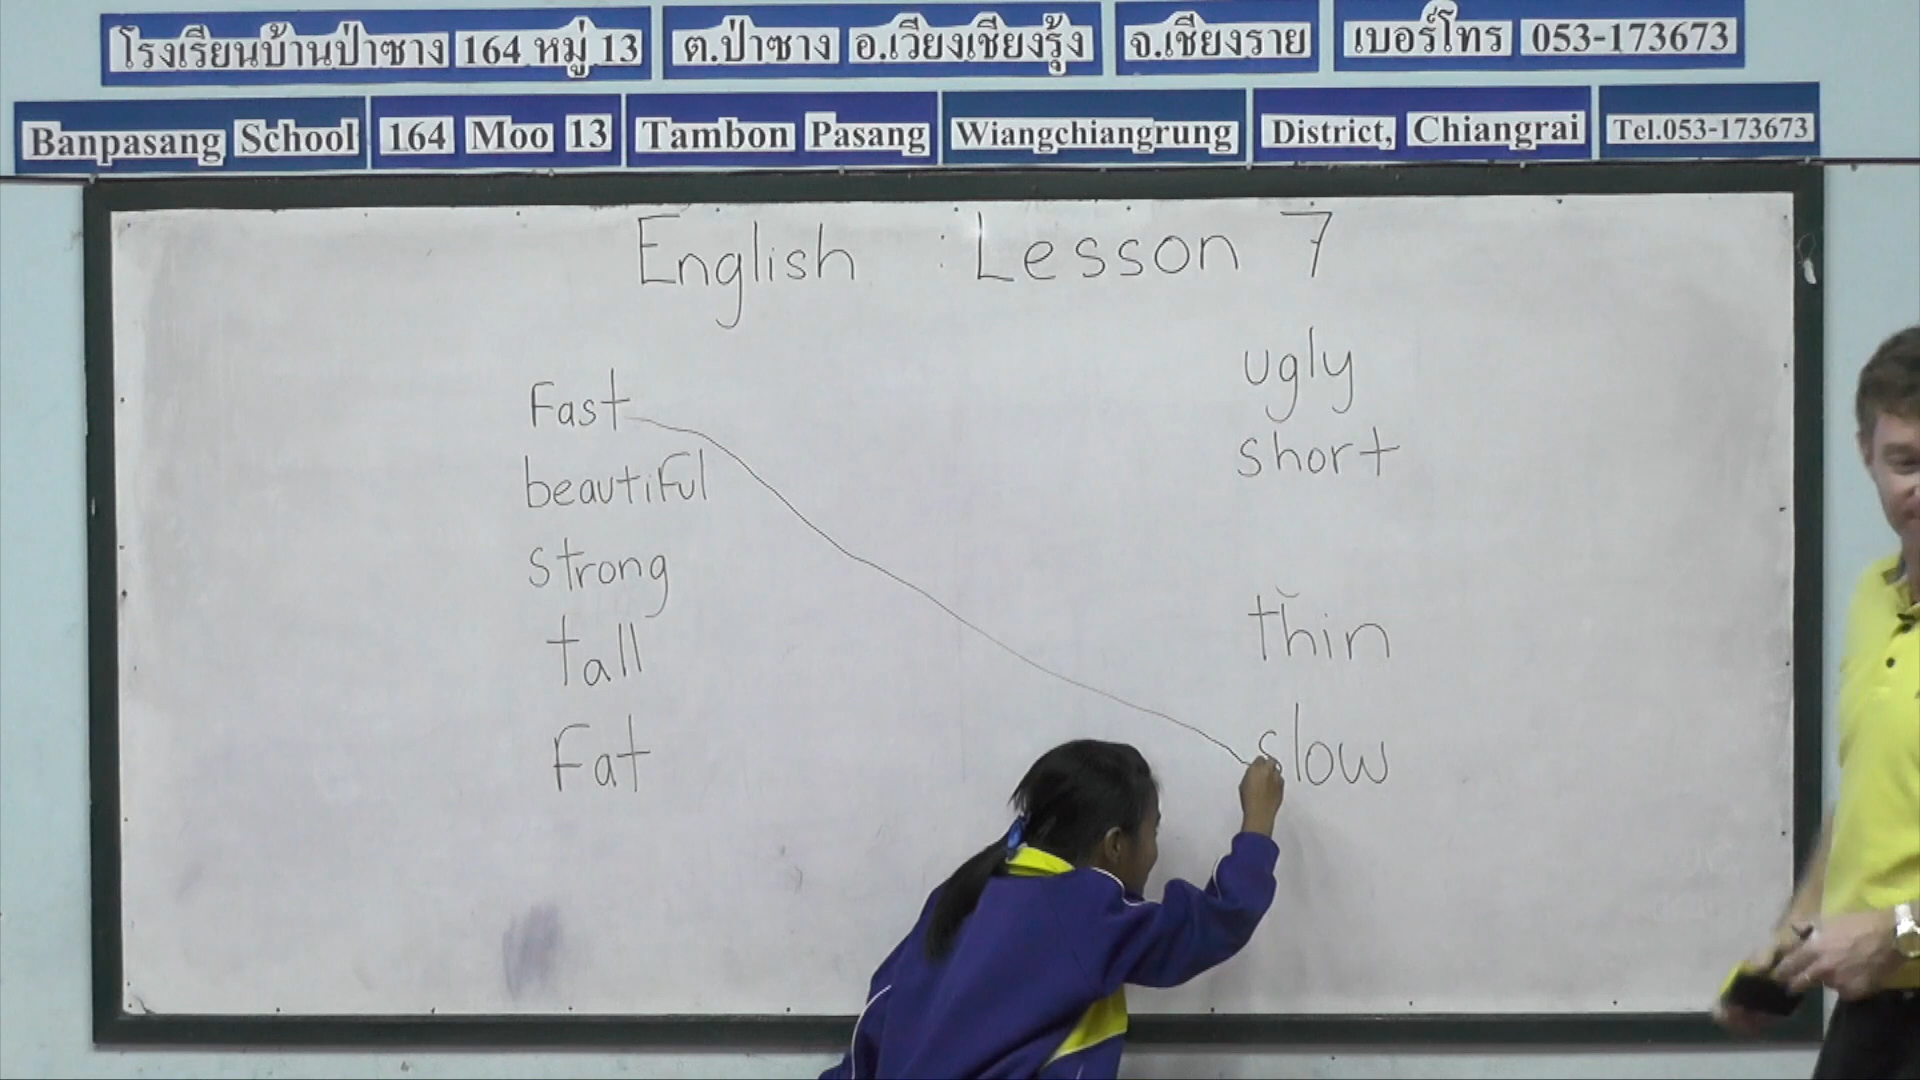 โรงเรียนบ้านป่าซาง 164 หมู่ 13 ต.ป่าซาง อ.เวียงเชียงรุ้ง จ.เชียงราย เบอร์โทร 053-173673
Banpasang School 164 Moo 13 Tambon Pasang Wiangchiangrung District, Chiangrai Tel.053-173673
English : Lesson 7
Fast
beautiful
strong
tall
Fat
ugly
short
thin
slow